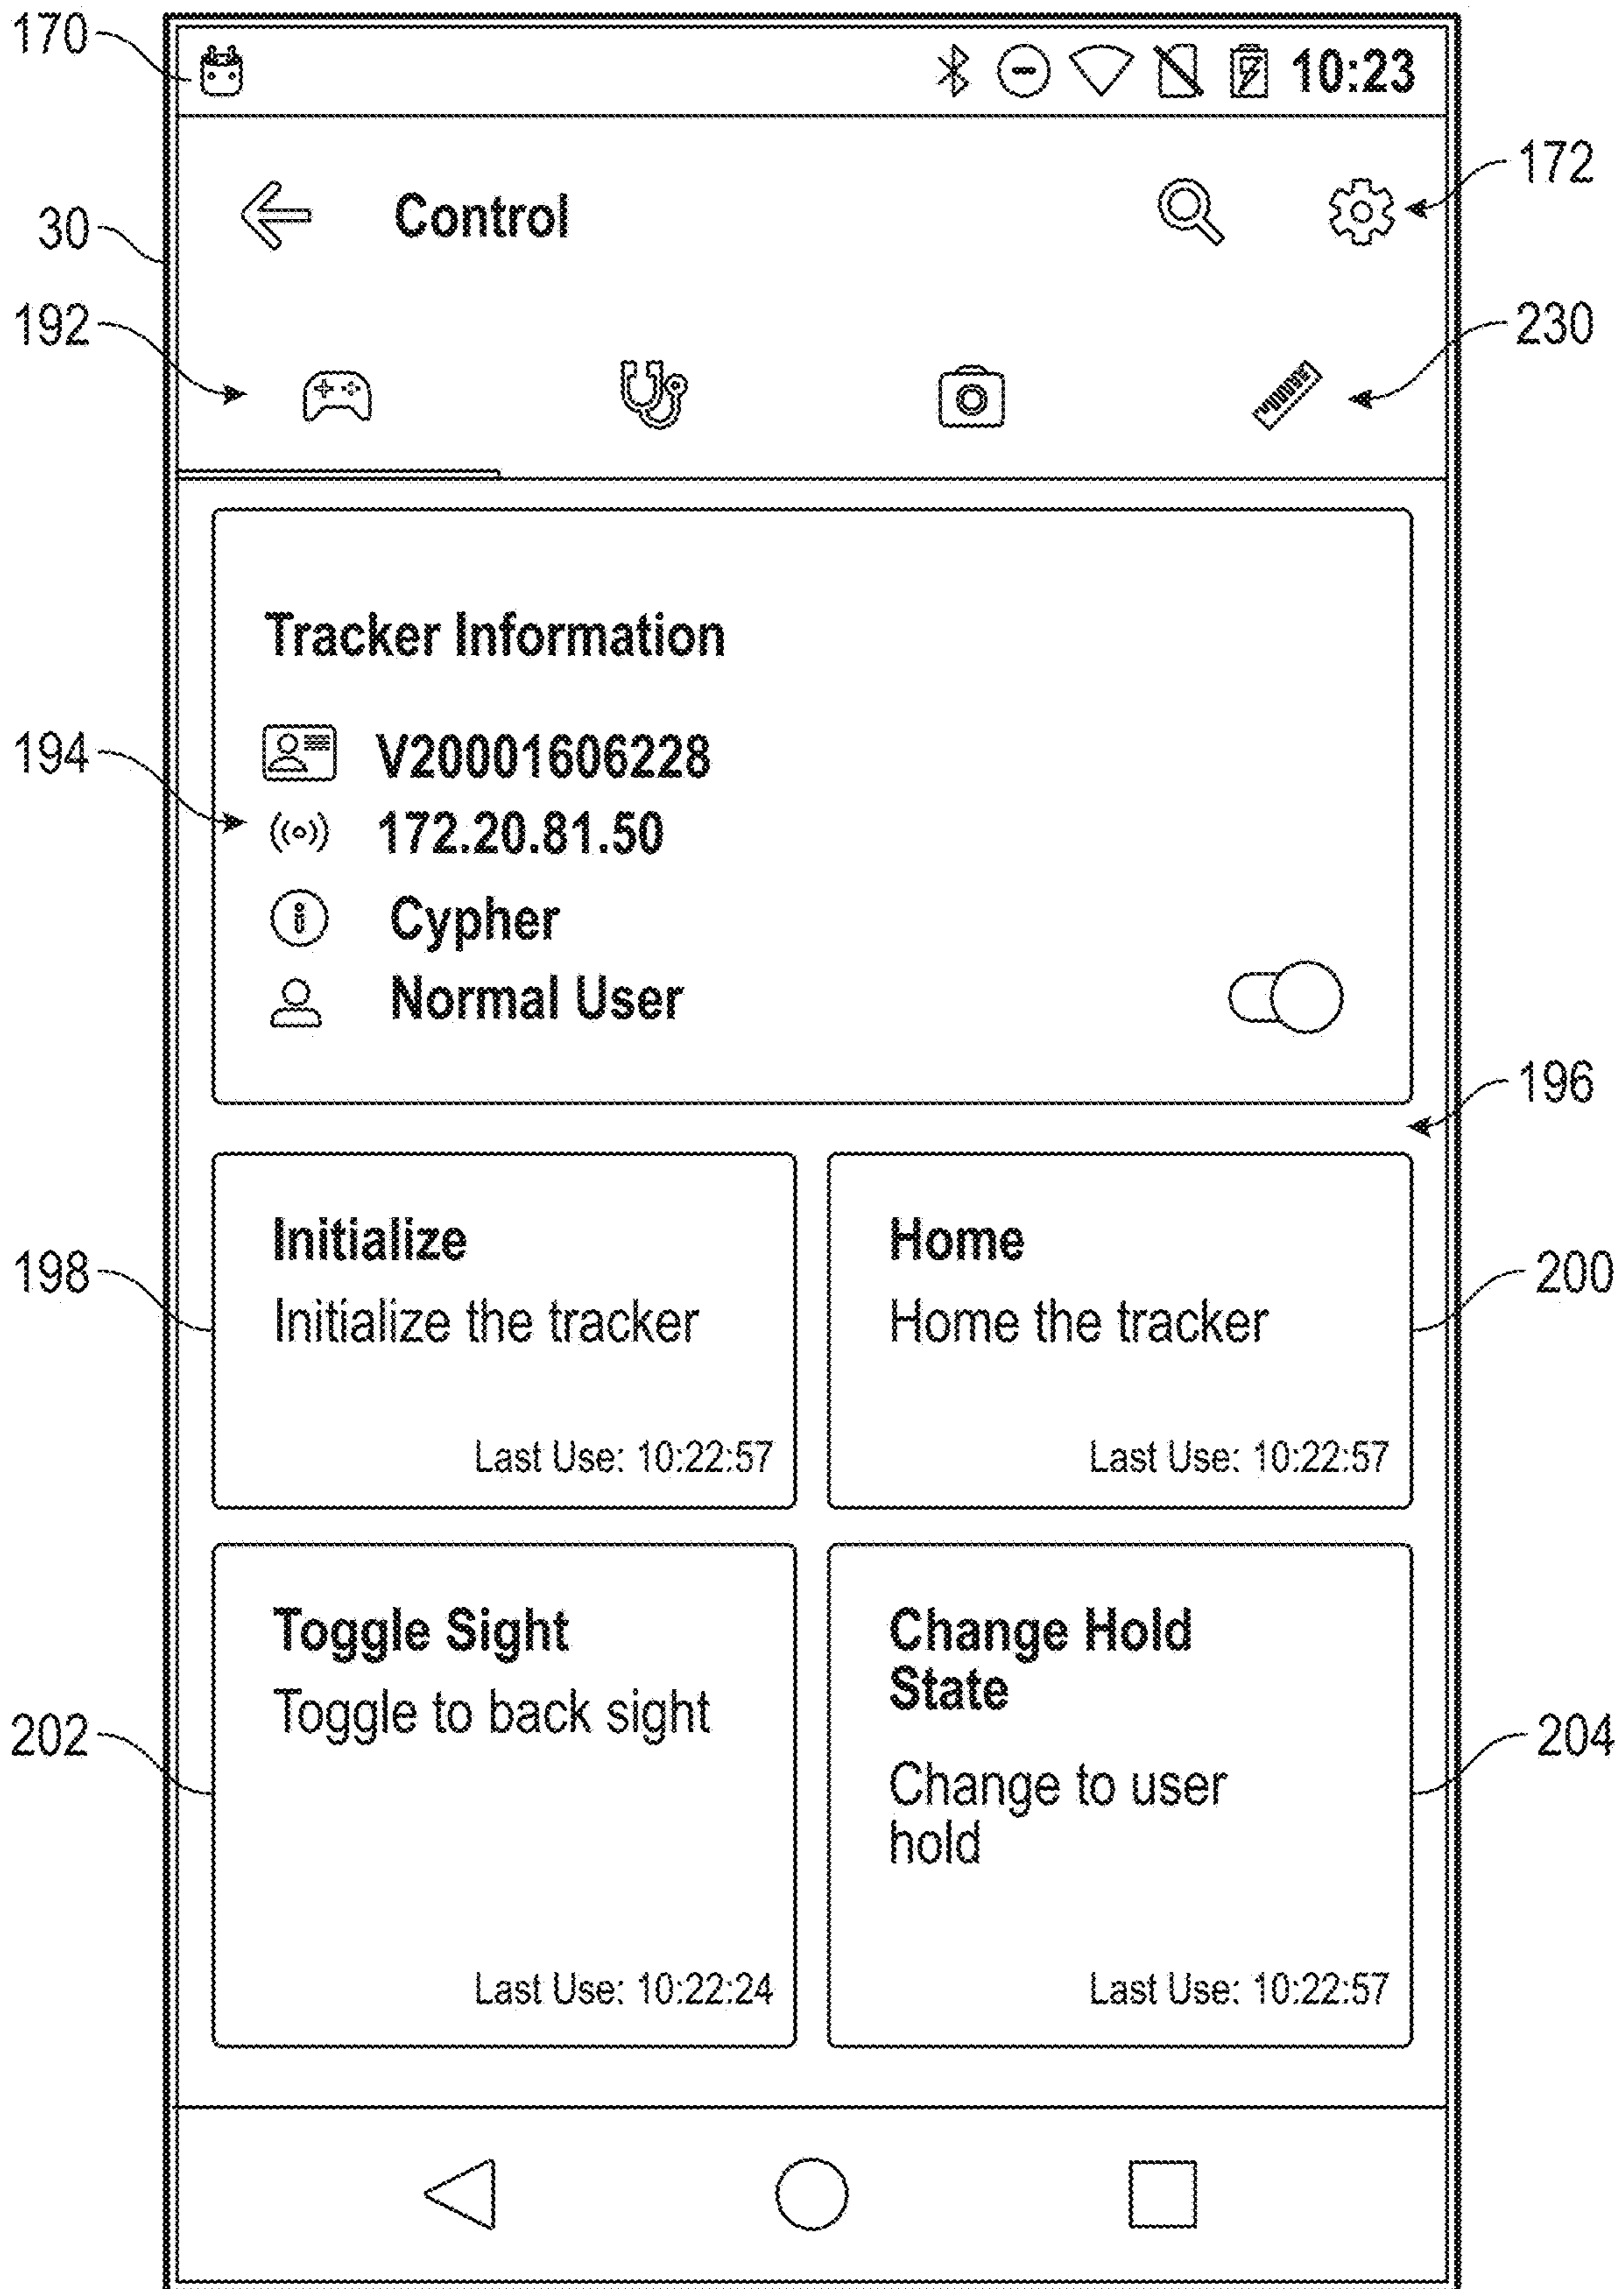 170
10:23
172
Control
30
192
230
Tracker Information
V20001606228
194
172.20.81.50
Cypher
Normal User
196
Initialize
Initialize the tracker
Last Use: 10:22:57
198
Home
Home the tracker
Last Use: 10:22:57
200
Toggle Sight
Toggle to back sight
Last Use: 10:22:24
202
Change Hold
State
Change to user
hold
Last Use: 10:22:57
204